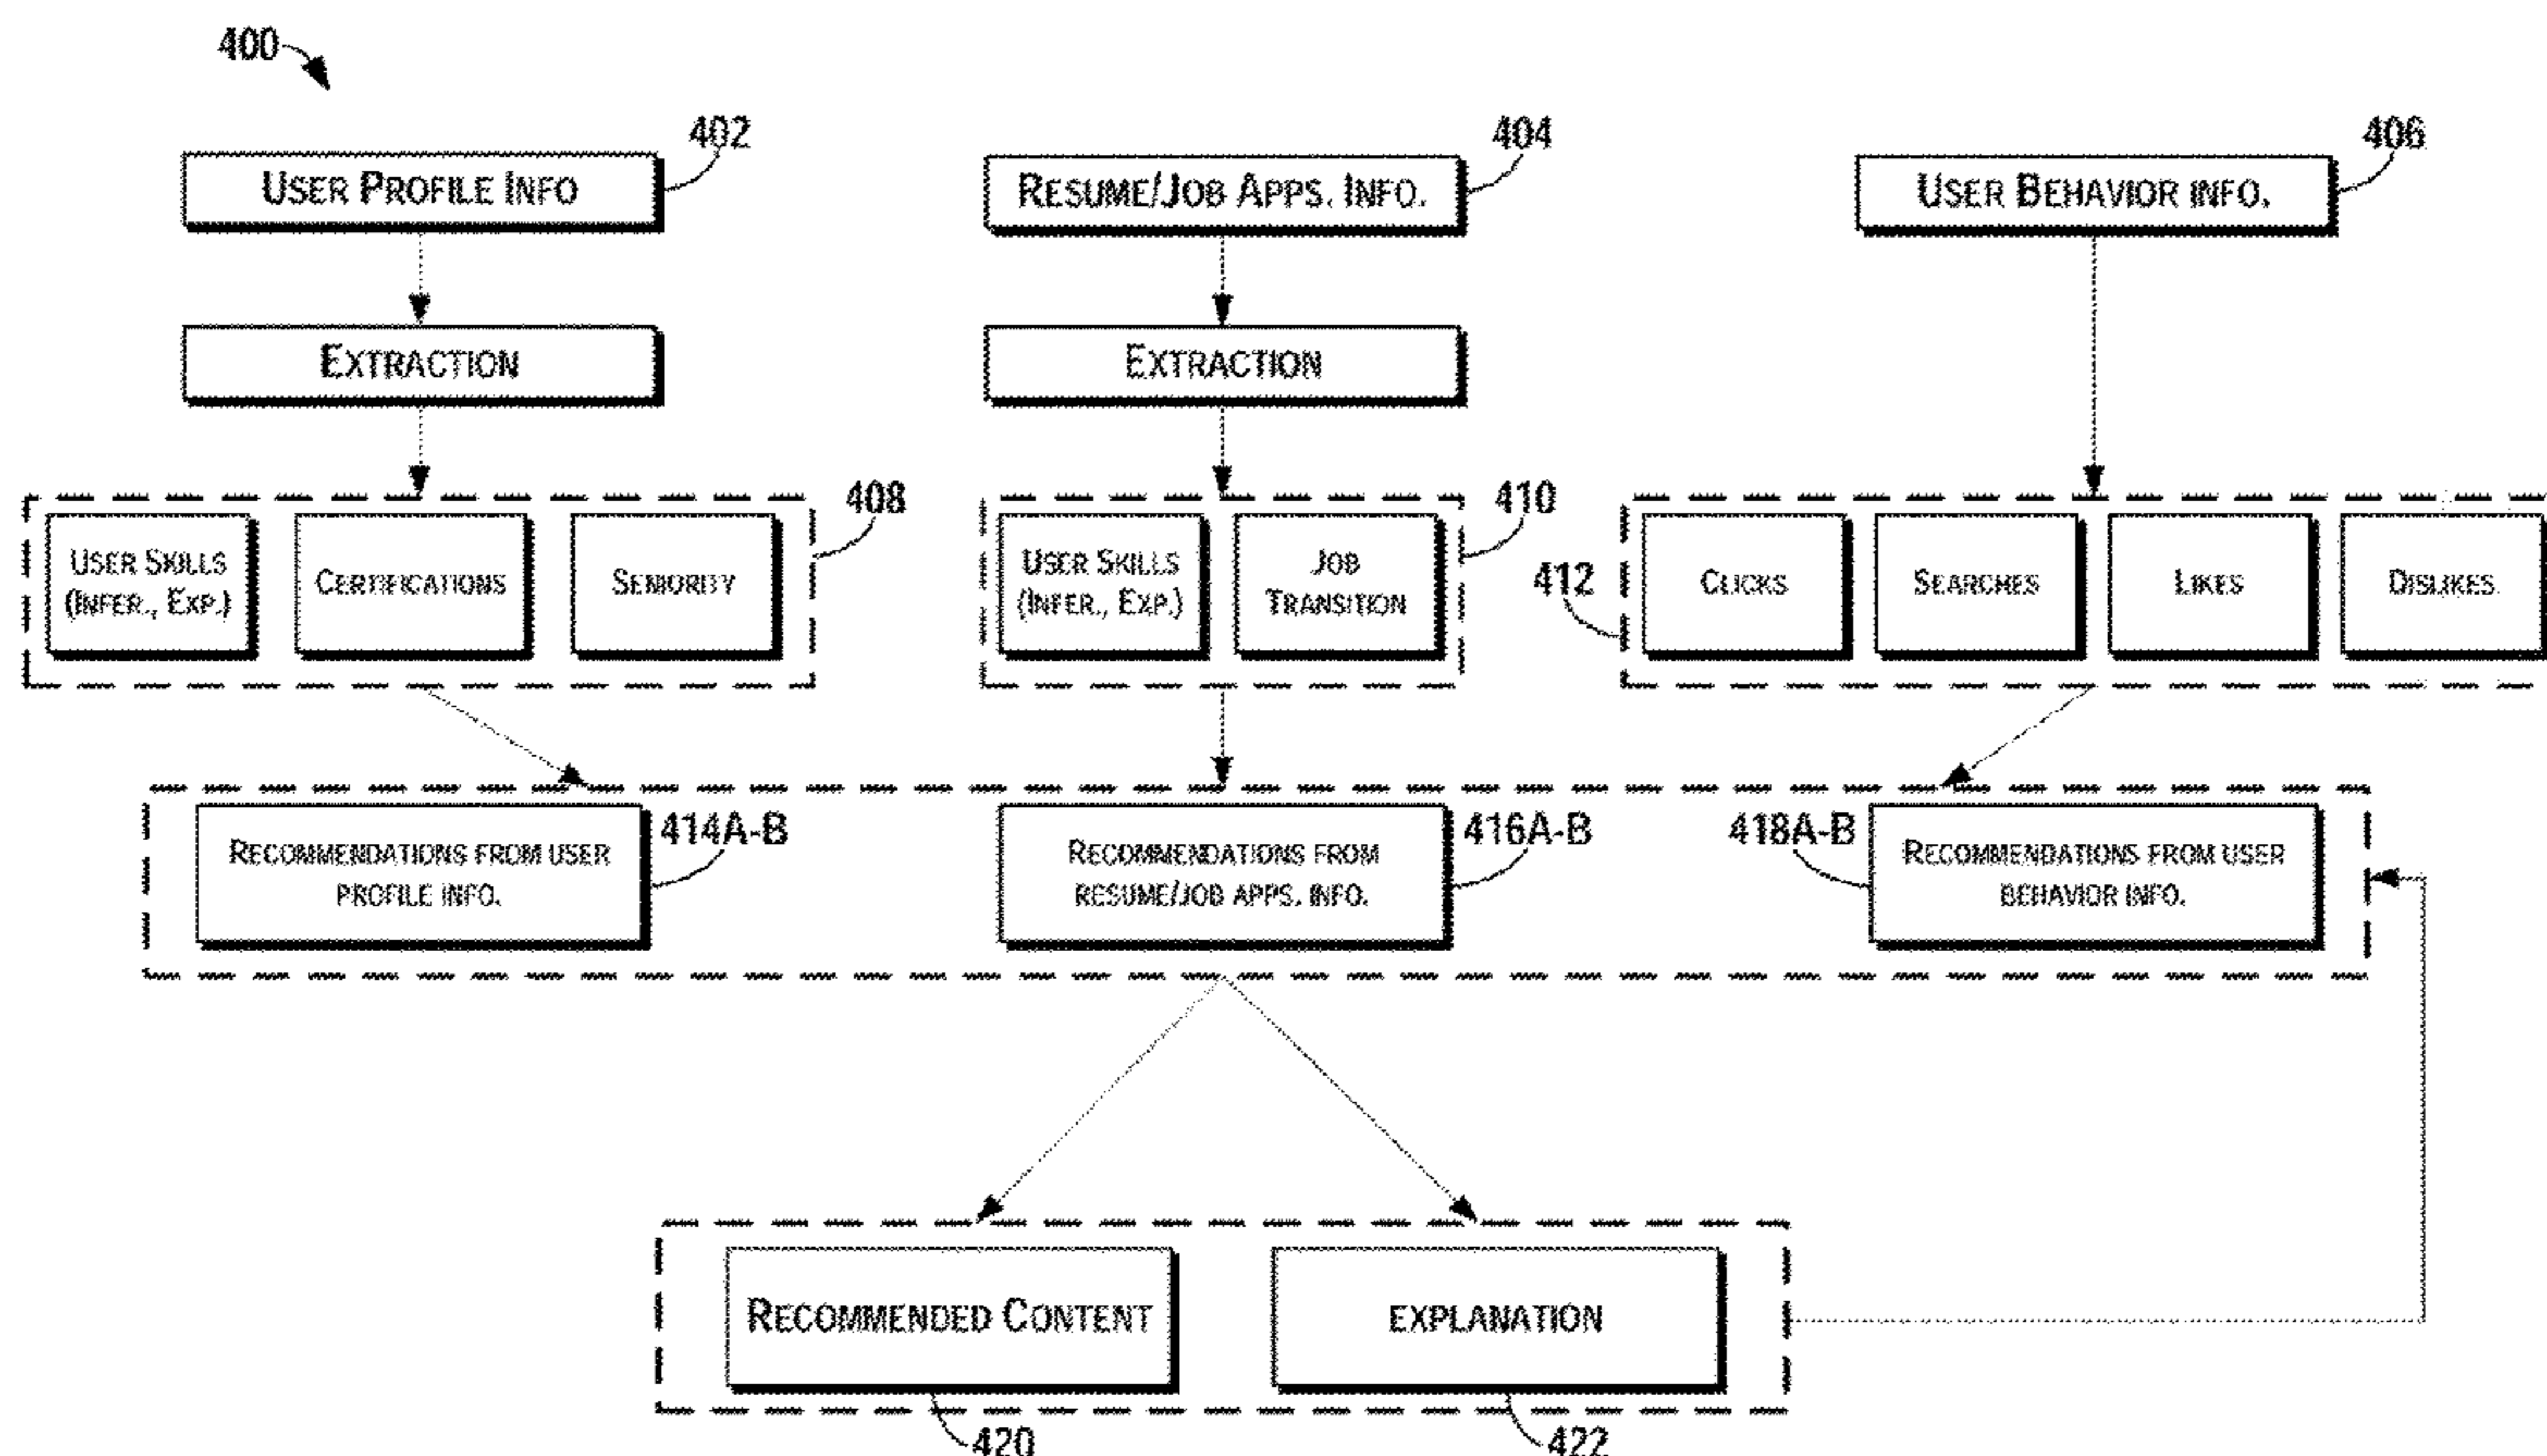 400
402
404
406
USER PROFILE INFO
RESUME/JOB APPS. INFO.
USER BEHAVIOR INFO.
EXTRACTION
EXTRACTION
408
410
412
USER SKILLS
(INFER., EXP.)
CERTIFICATIONS
SENIORITY
USER SKILLS
(INFER., EXP.)
JOB
TRANSITION
CLICKS
SEARCHES
LIKES
DISLIKES
RECOMMENDATIONS FROM USER
PROFILE INFO.
414A-B
RECOMMENDATIONS FROM
RESUME/JOB APPS. INFO.
416A-B
418A-B
RECOMMENDATIONS FROM USER
BEHAVIOR INFO.
RECOMMENDED CONTENT
EXPLANATION
420
422